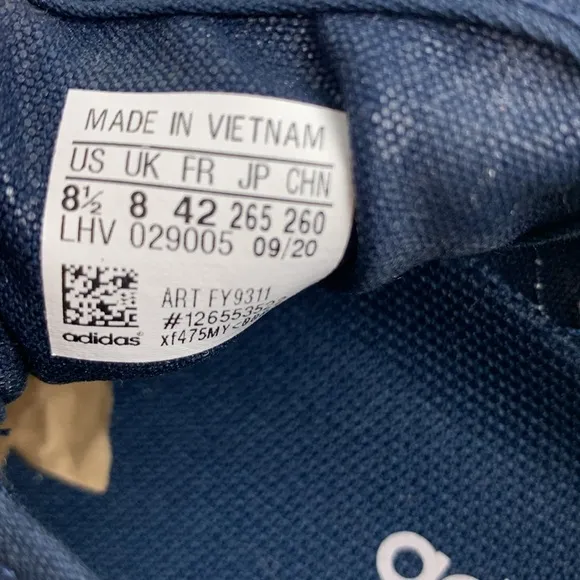 MADE IN VIETNAM
US UK FR JP CHN
8½ 8 42 265 260
LHV 029005 09/20
ART FY9311
adidas